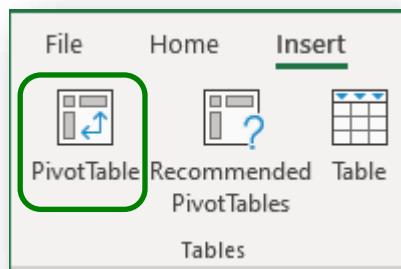 File Home Insert
PivotTable Recommended PivotTables Table
Tables